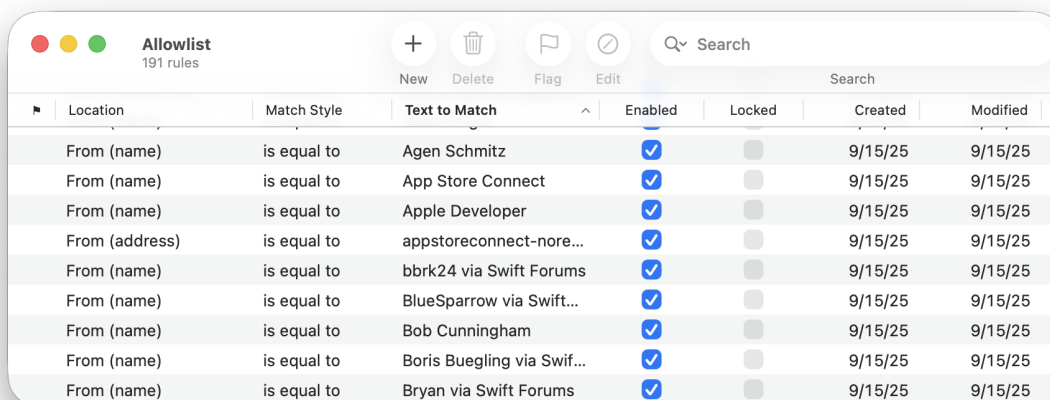 Allowlist
191 rules
New Delete Flag Edit Search
Search
Location Match Style Text to Match Enabled Locked Created Modified
From (name) is equal to Agen Schmitz 9/15/25 9/15/25
From (name) is equal to App Store Connect 9/15/25 9/15/25
From (name) is equal to Apple Developer 9/15/25 9/15/25
From (address) is equal to appstoreconnect-nore... 9/15/25 9/15/25
From (name) is equal to bbrk24 via Swift Forums 9/15/25 9/15/25
From (name) is equal to BlueSparrow via Swift... 9/15/25 9/15/25
From (name) is equal to Bob Cunningham 9/15/25 9/15/25
From (name) is equal to Boris Buegling via Swif... 9/15/25 9/15/25
From (name) is equal to Bryan via Swift Forums 9/15/25 9/15/25